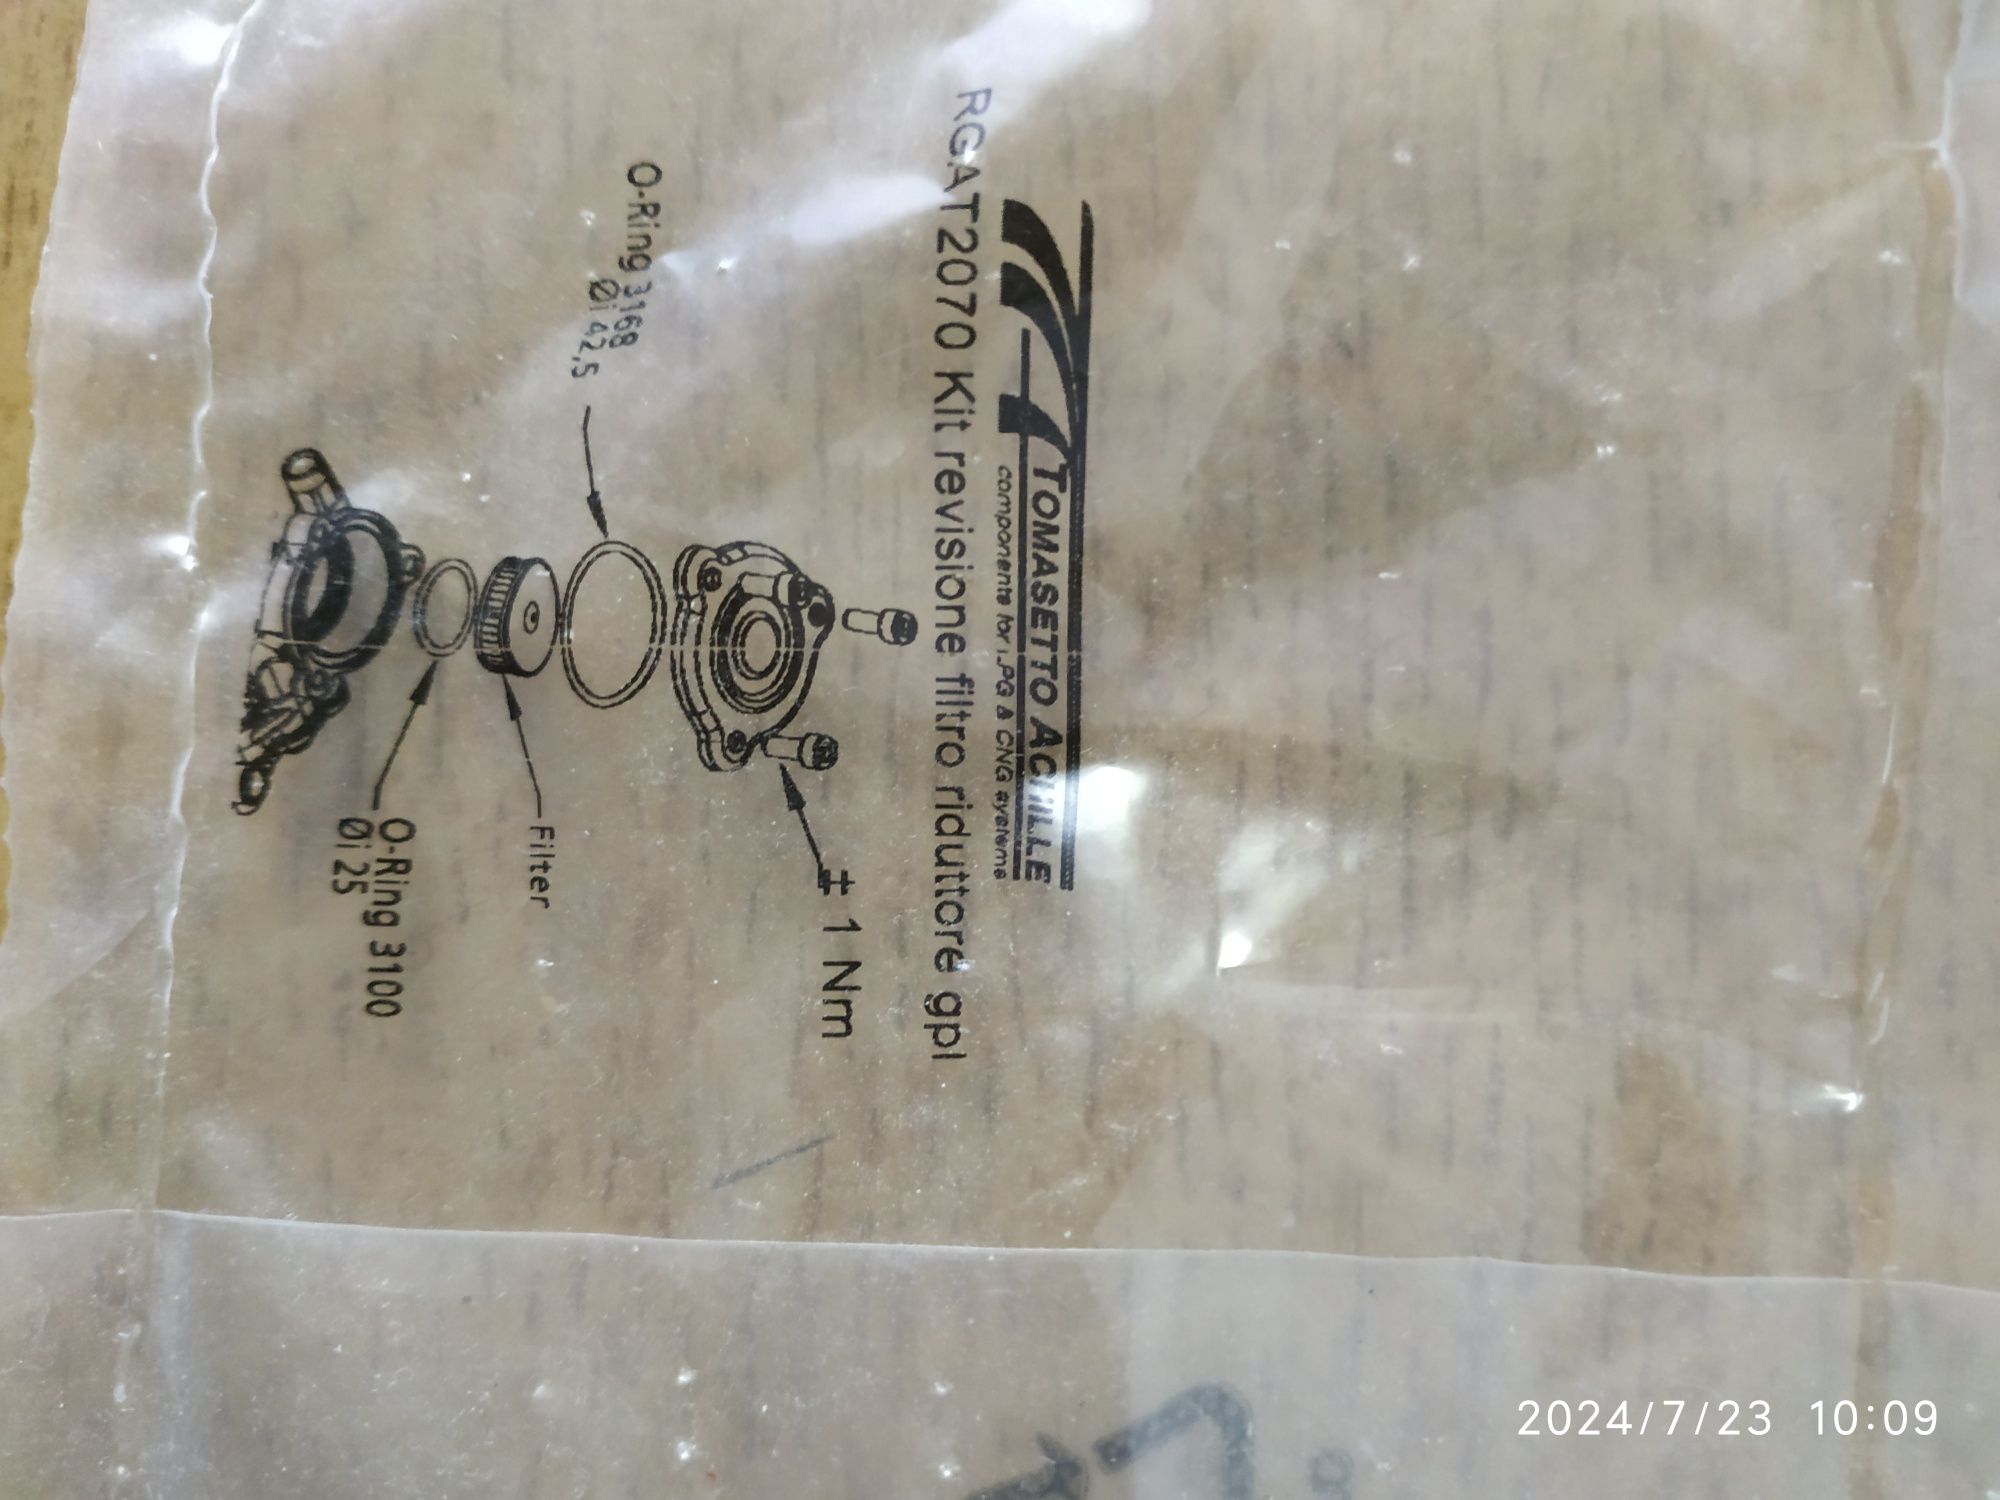 TOMASETTO ACHILLE
components for LPG & CNG systems
RGAT2070 Kit revisione filtro riduttore gpl
± 1 Nm
O-Ring 3168
Øi 42,5
Filter
O-Ring 3100
Øi 25
2024/7/23 10:09